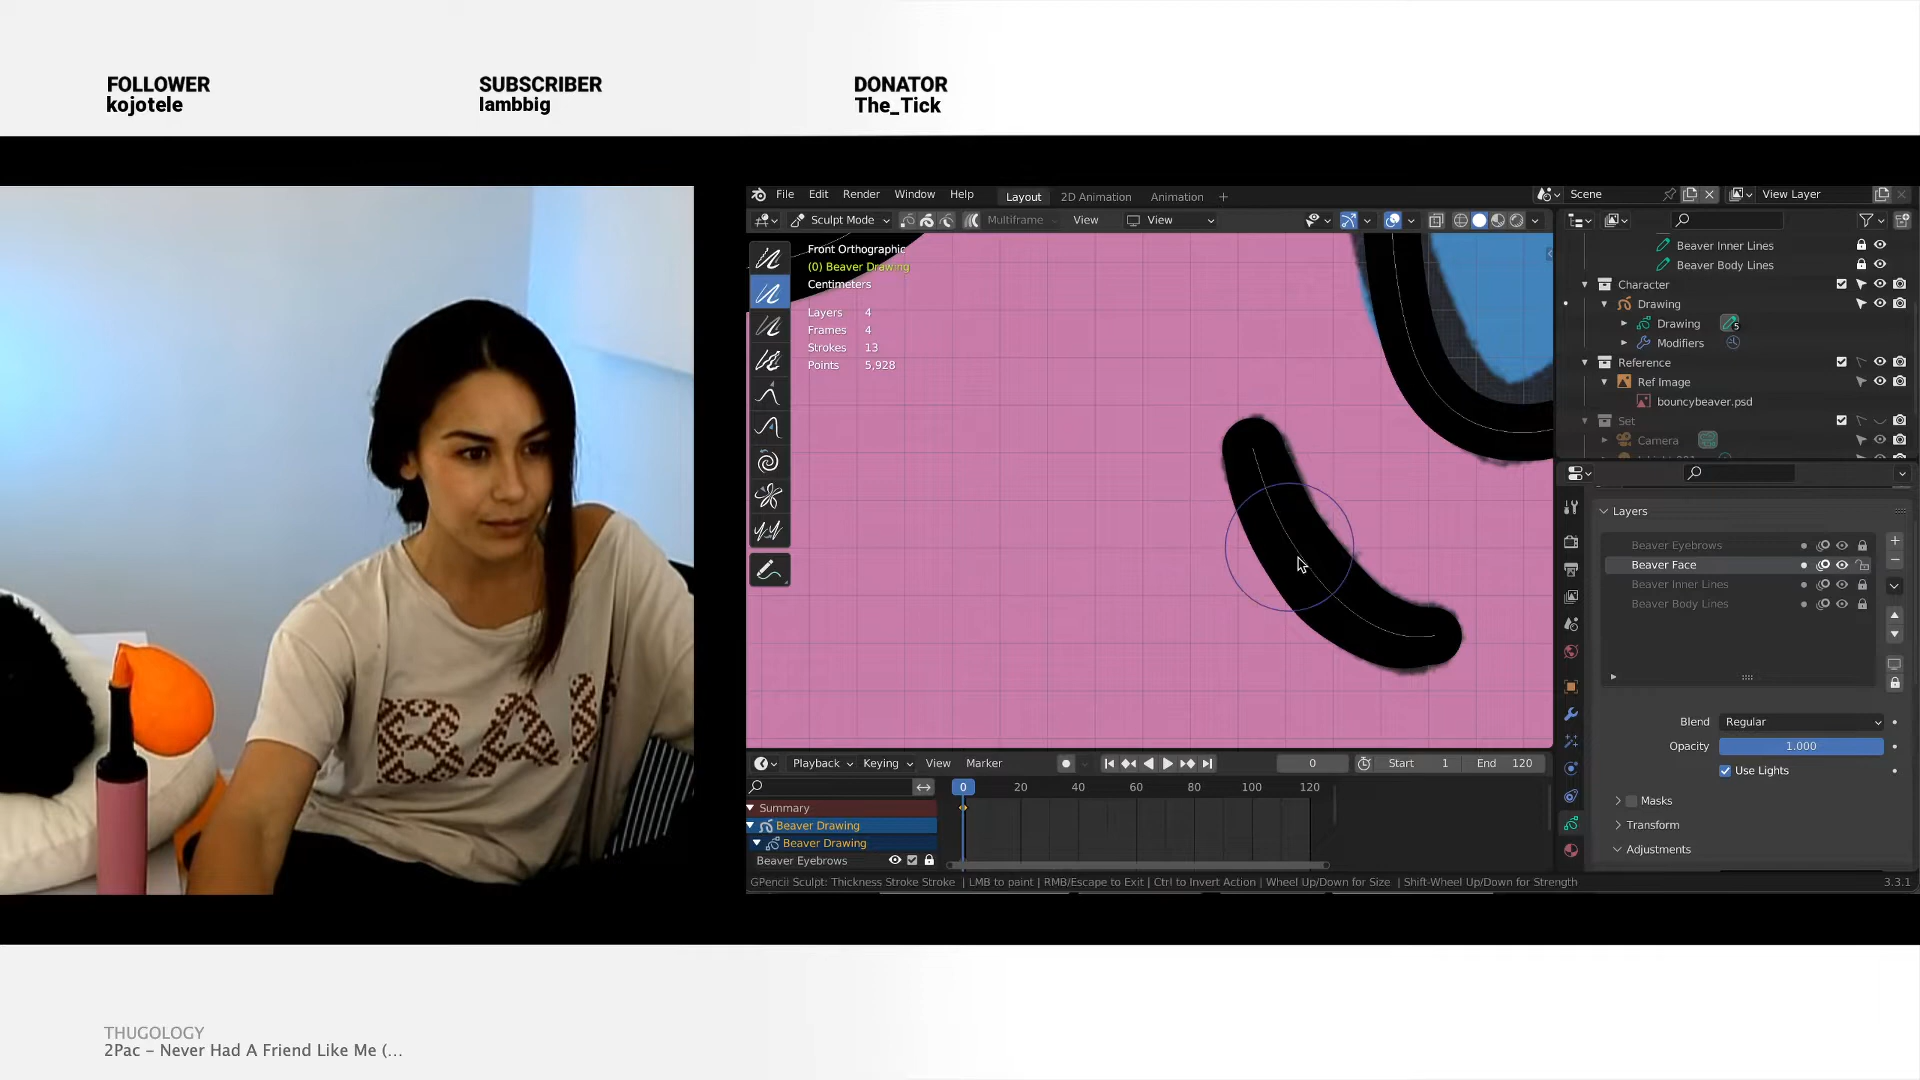 FOLLOWER
kojotele
SUBSCRIBER
lambbig
DONATOR
The_Tick
File Edit Render Window Help Layout 2D Animation Animation +
Scene View Layer
Sculpt Mode Multiframe View View
Front Orthographic
(0) Beaver Drawing
Centimeters
Layers 4
Frames 4
Strokes 13
Points 5,928
Beaver Inner Lines
Beaver Body Lines
Character
Drawing
Drawing 5
Modifiers
Reference
Ref Image
bouncybeaver.psd
Set
Camera
Layers
Beaver Eyebrows
Beaver Face
Beaver Inner Lines
Beaver Body Lines
Blend Regular
Opacity 1.000
Use Lights
Masks
Transform
Adjustments
BAI
Playback Keying View Marker 0 Start 1 End 120
0 20 40 60 80 100 120
Summary
Beaver Drawing
Beaver Drawing
Beaver Eyebrows
GPencil Sculpt: Thickness Stroke Stroke | LMB to paint | RMB/Escape to Exit | Ctrl to Invert Action | Wheel Up/Down for Size | Shift-Wheel Up/Down for Strength
3.3.1
THUGOLOGY
2Pac - Never Had A Friend Like Me (...